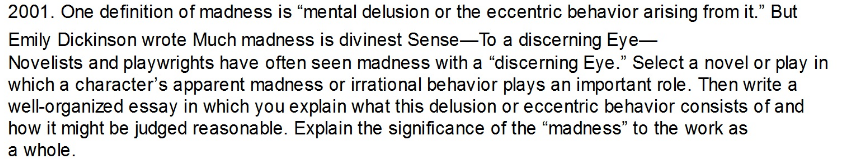 2001. One definition of madness is “mental delusion or the eccentric behavior arising from it.” But
Emily Dickinson wrote Much madness is divinest Sense—To a discerning Eye—
Novelists and playwrights have often seen madness with a “discerning Eye.” Select a novel or play in
which a character’s apparent madness or irrational behavior plays an important role. Then write a
well-organized essay in which you explain what this delusion or eccentric behavior consists of and
how it might be judged reasonable. Explain the significance of the “madness” to the work as
a whole.